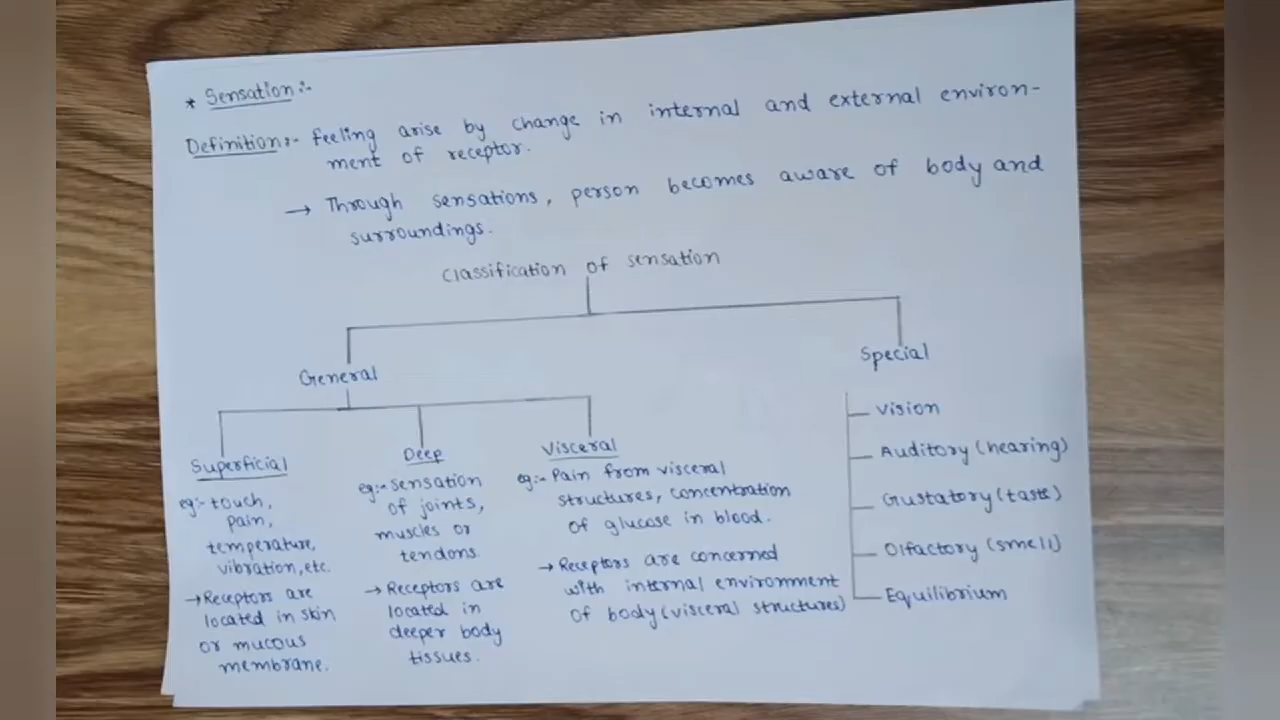 * Sensation :-
Definition :- feeling arise by change in internal and external environ-
ment of receptor.
→ Through sensations, person becomes aware of body and
surroundings.
Classification of sensation
General
Special
Superficial
eg:- touch,
pain,
temperature,
vibration, etc.
→ Receptors are
located in skin
or mucous
membrane.
Deep
eg:- sensation
of joints,
muscles or
tendons.
→ Receptors are
located in
deeper body
tissues.
Visceral
eg:- Pain from visceral
structures, concentration
of glucose in blood.
→ Receptors are concerned
with internal environment
of body (visceral structures)
Vision
Auditory (hearing)
Gustatory (taste)
Olfactory (smell)
Equilibrium